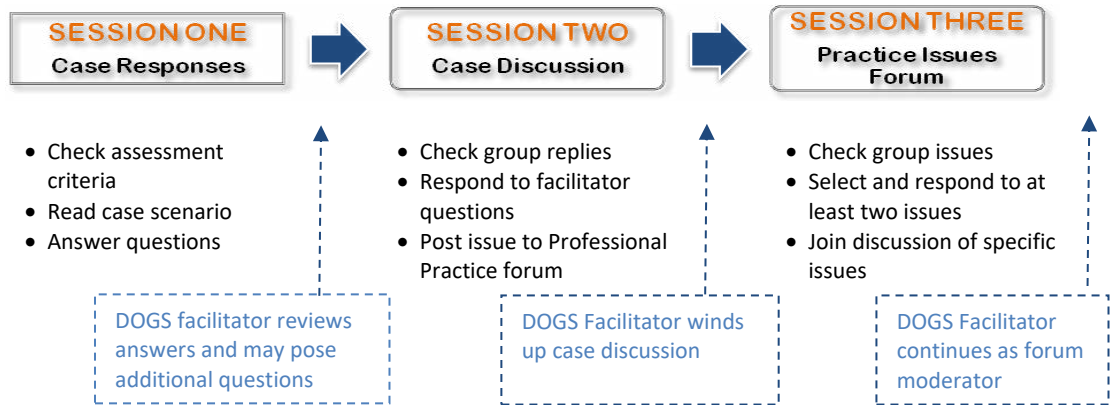 SESSION ONE
Case Responses
SESSION TWO
Case Discussion
SESSION THREE
Practice Issues
Forum
• Check assessment
criteria
• Read case scenario
• Answer questions
• Check group replies
• Respond to facilitator
questions
• Post issue to Professional
Practice forum
• Check group issues
• Select and respond to at
least two issues
• Join discussion of specific
issues
DOGS facilitator reviews
answers and may pose
additional questions
DOGS Facilitator winds
up case discussion
DOGS Facilitator
continues as forum
moderator